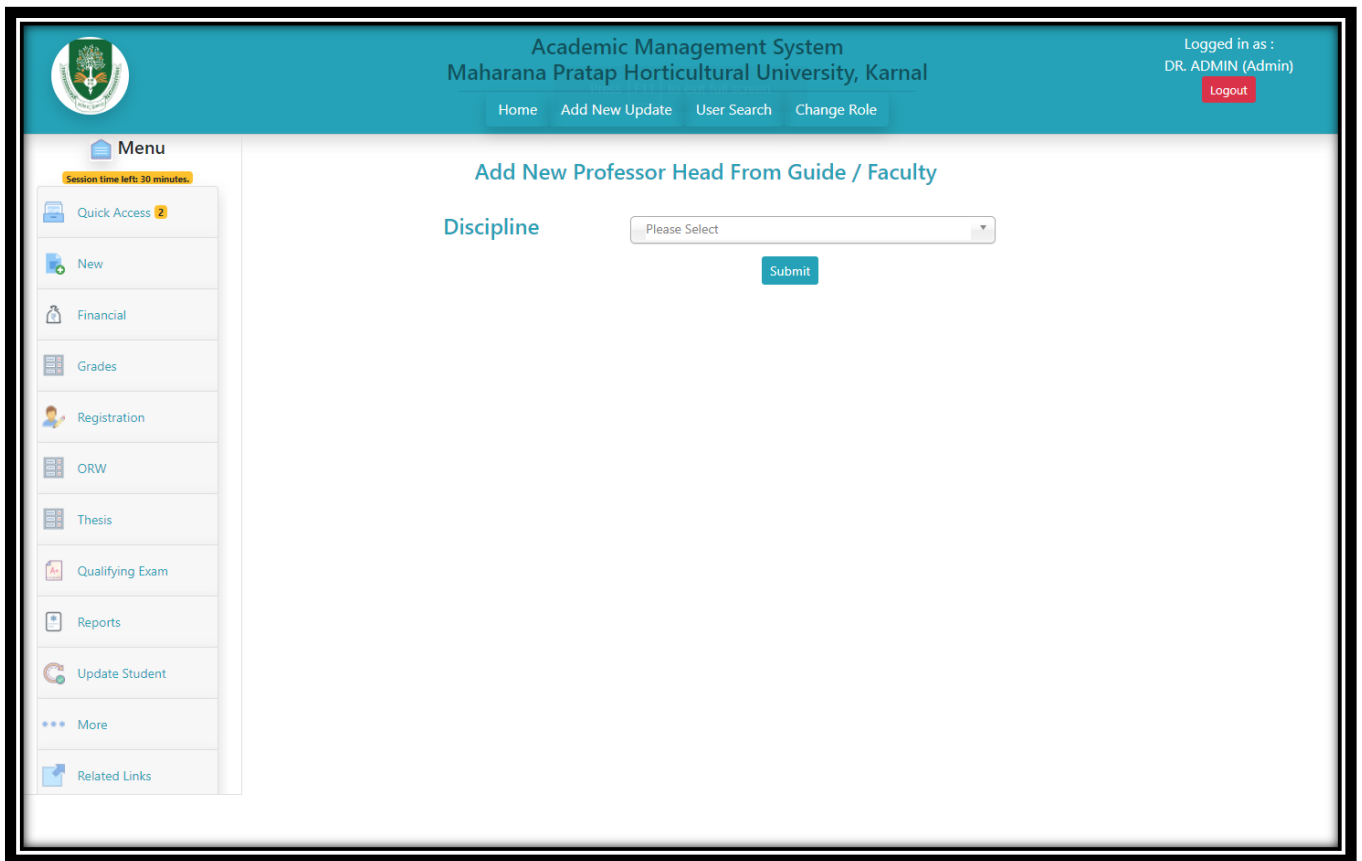 Academic Management System
Maharana Pratap Horticultural University, Karnal
Home Add New Update User Search Change Role
Logged in as :
DR. ADMIN (Admin)
Logout
Menu
Session time left: 30 minutes.
Quick Access 2
New
Financial
Grades
Registration
ORW
Thesis
Qualifying Exam
Reports
Update Student
More
Related Links
Add New Professor Head From Guide / Faculty
Discipline Please Select
Submit